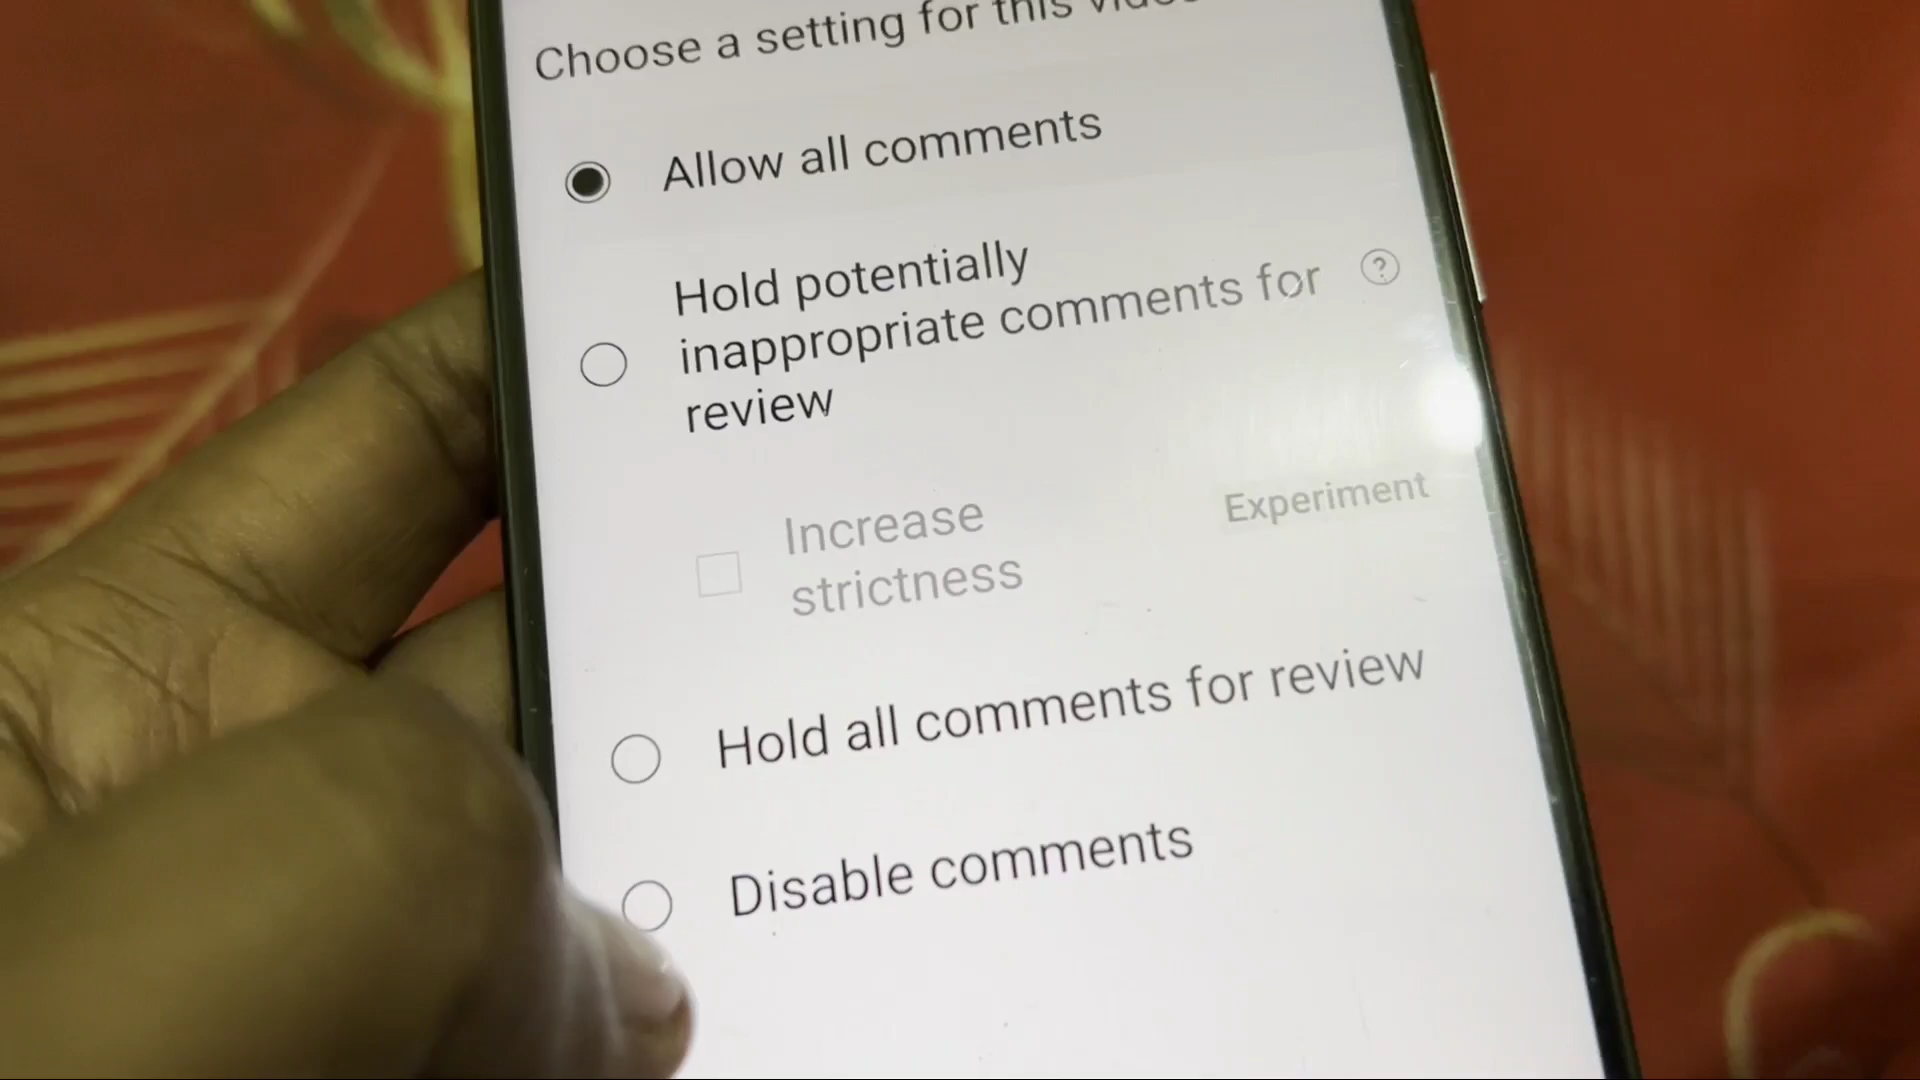 Choose a setting for this
Allow all comments
Hold potentially
inappropriate comments for
review
Increase
strictness
Experiment
Hold all comments for review
Disable comments